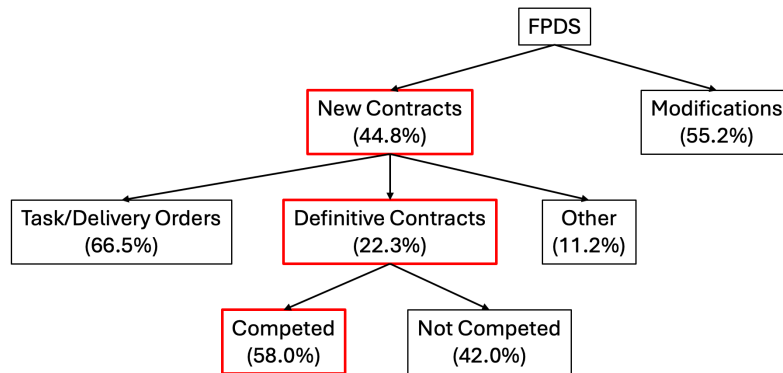 FPDS
New Contracts
(44.8%)
Modifications
(55.2%)
Task/Delivery Orders
(66.5%)
Definitive Contracts
(22.3%)
Other
(11.2%)
Competed
(58.0%)
Not Competed
(42.0%)